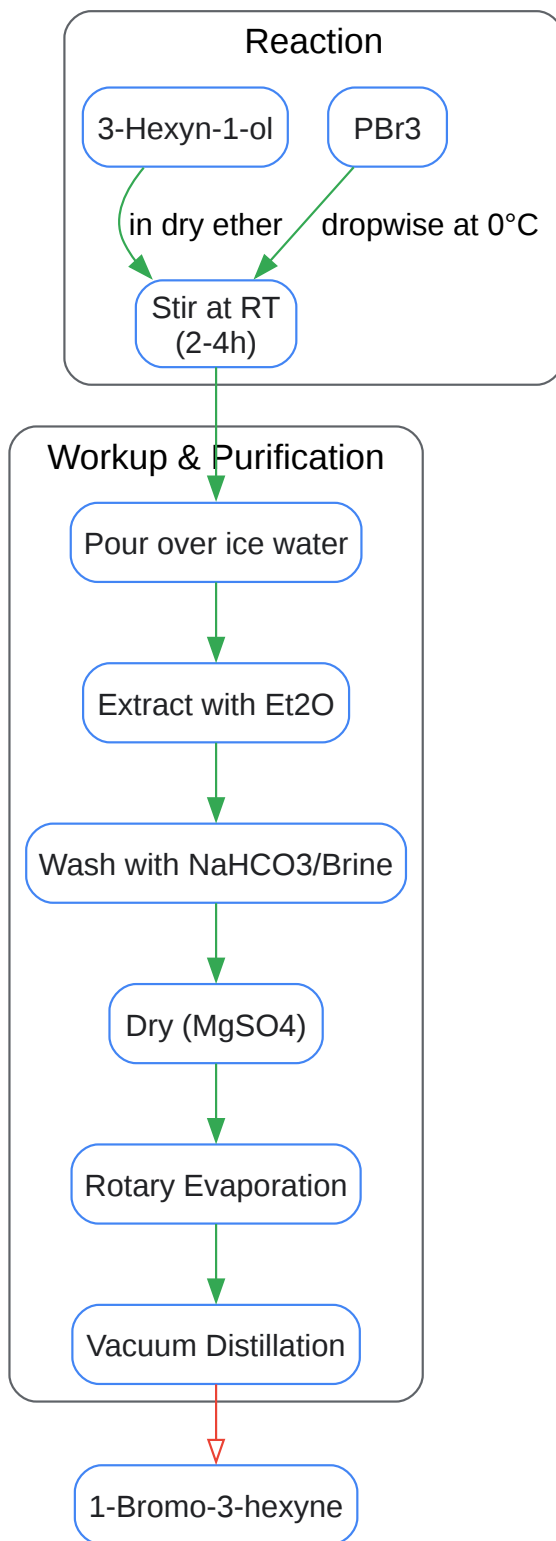 Reaction
3-Hexyn-1-ol
PBr3
in dry ether
dropwise at 0°C
Stir at RT
(2-4h)
Workup & Purification
Pour over ice water
Extract with Et2O
Wash with NaHCO3/Brine
Dry (MgSO4)
Rotary Evaporation
Vacuum Distillation
1-Bromo-3-hexyne